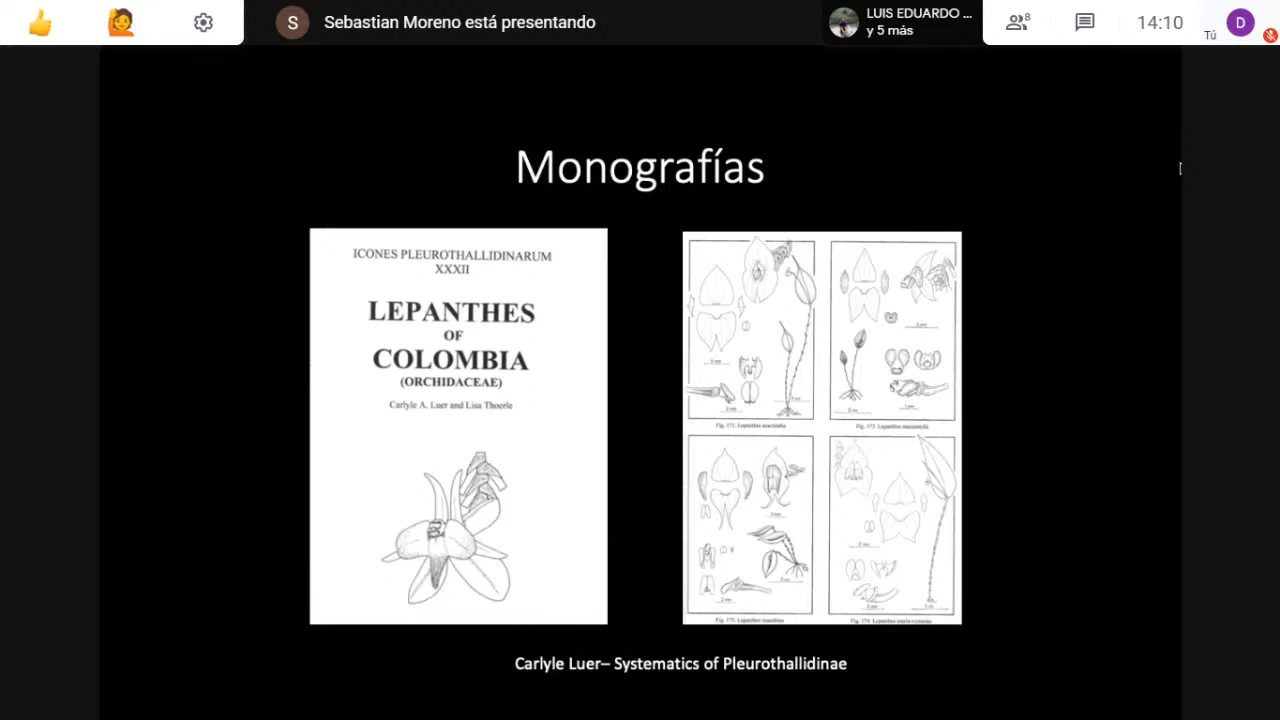 S
Sebastian Moreno está presentando
LUIS EDUARDO ...
y 5 más
8
14:10
Tú
D
Monografías
ICONES PLEUROTHALLIDINARUM
XXXII
LEPANTHES
OF
COLOMBIA
(ORCHIDACEAE)
Carlyle A. Luer and Lisa Thoerle
Carlyle Luer– Systematics of Pleurothallidinae